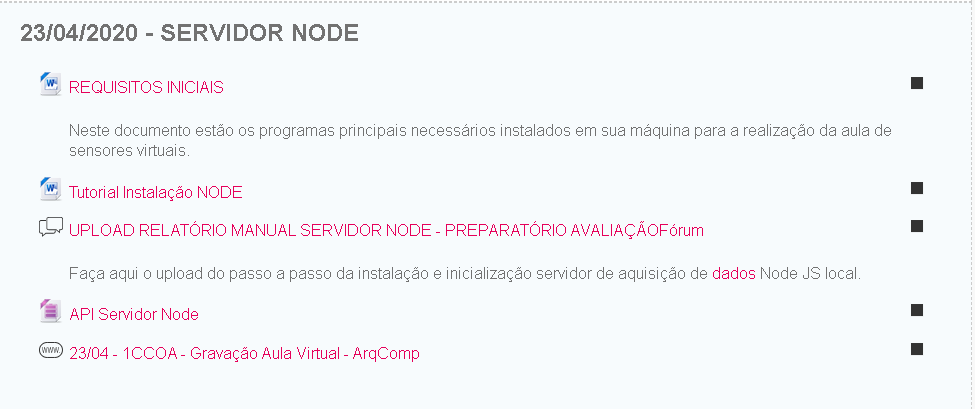 23/04/2020 - SERVIDOR NODE
REQUISITOS INICIAIS
Neste documento estão os programas principais necessários instalados em sua máquina para a realização da aula de
sensores virtuais.
Tutorial Instalação NODE
UPLOAD RELATÓRIO MANUAL SERVIDOR NODE - PREPARATÓRIO AVALIAÇÃOFórum
Faça aqui o upload do passo a passo da instalação e inicialização servidor de aquisição de dados Node JS local.
API Servidor Node
www. 23/04 - 1CCOA - Gravação Aula Virtual - ArqComp